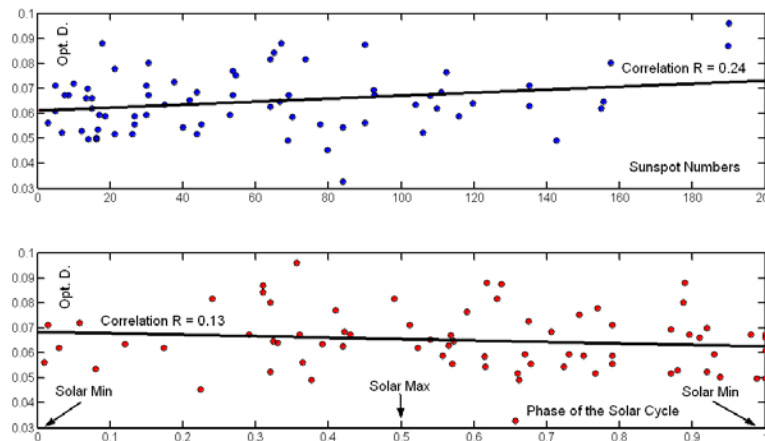 0.1
Opt. D.
0.09
0.08
Correlation R = 0.24
0.07
0.06
0.05
0.04
Sunspot Numbers
0.03
0 20 40 60 80 100 120 140 160 180 200
0.1
Opt. D.
0.09
0.08
Correlation R = 0.13
0.07
0.06
0.05
Solar Min Solar Max Solar Min
0.04
Phase of the Solar Cycle
0.03
0 0.1 0.2 0.3 0.4 0.5 0.6 0.7 0.8 0.9 1